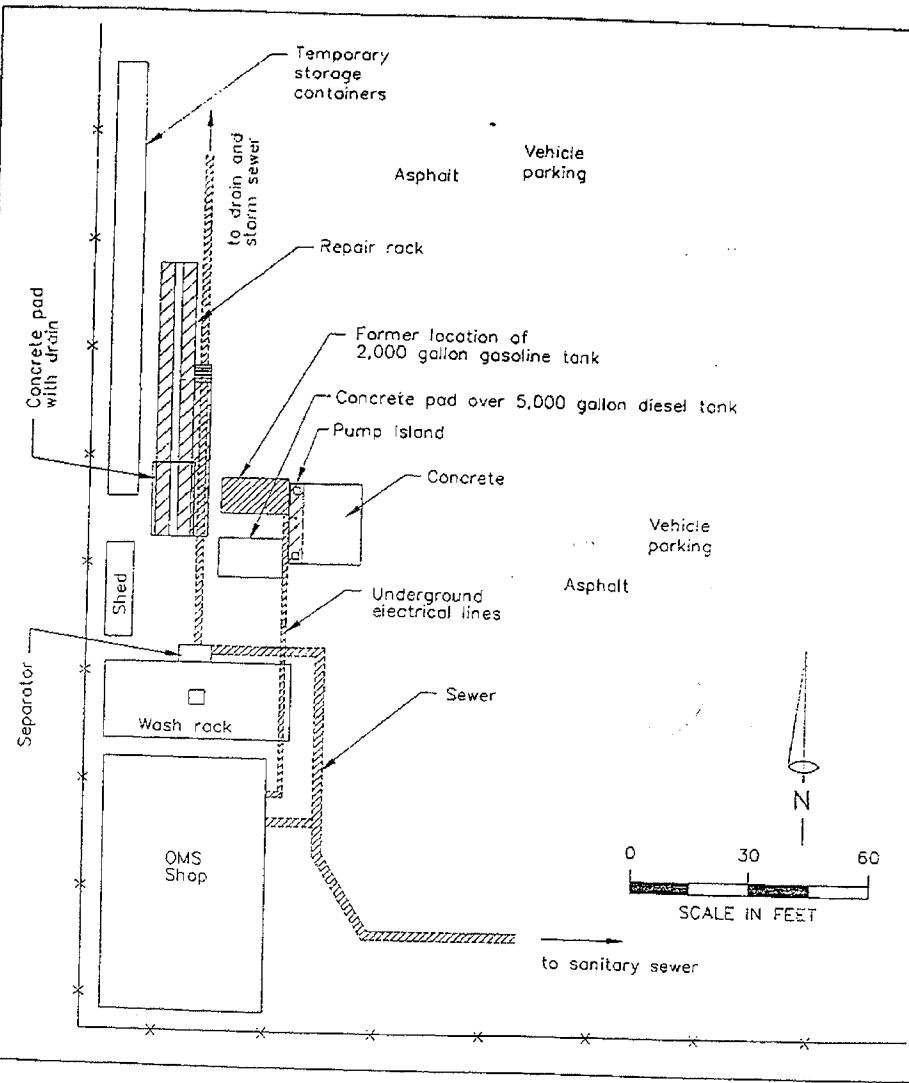 Temporary
storage
containers
to drain and
storm sewer
Vehicle
parking
Asphalt
Repair rack
Concrete pad
with drain
Former location of
2,000 gallon gasoline tank
Concrete pad over 5,000 gallon diesel tank
Pump Island
Concrete
Vehicle
parking
Asphalt
Shed
Underground
electrical lines
Separator
Sewer
Wash rack
N
OMS
Shop
0 30 60
SCALE IN FEET
to sanitary sewer